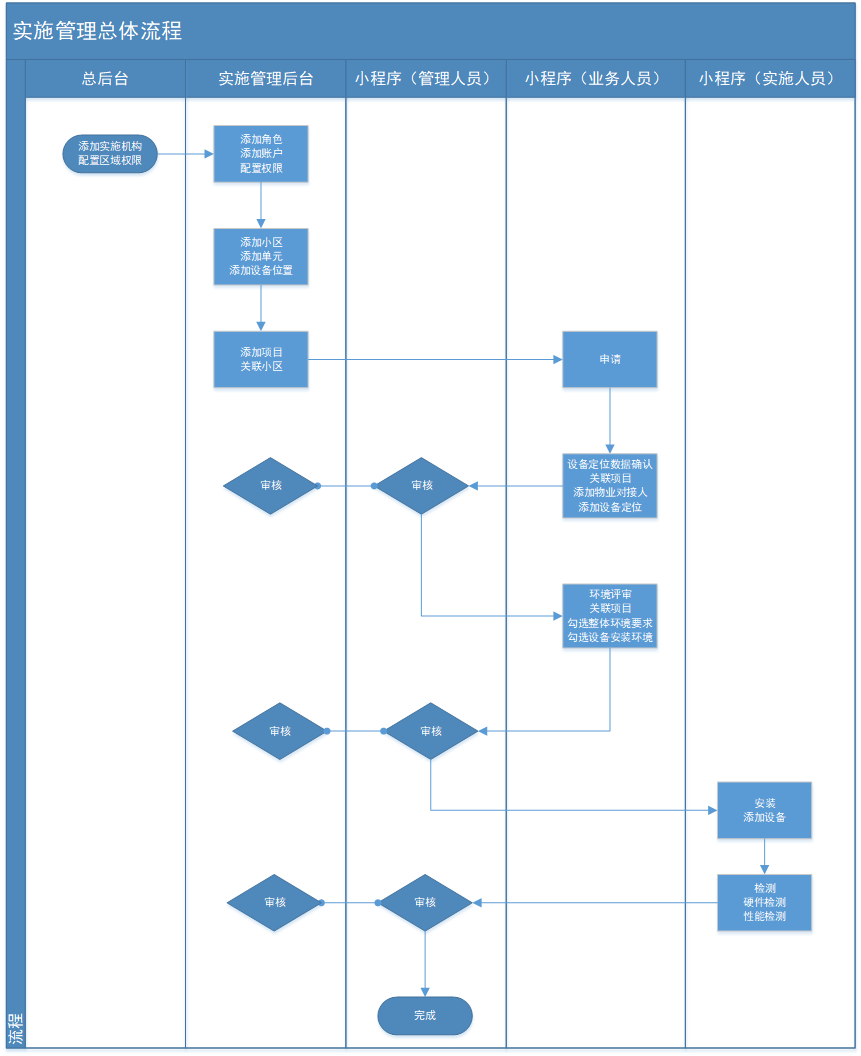 实施管理总体流程
总后台
实施管理后台
小程序（管理人员）
小程序（业务人员）
小程序（实施人员）
添加实施机构
配置区域权限
添加角色
添加账户
配置权限
添加小区
添加单元
添加设备位置
添加项目
关联小区
申请
审核
审核
设备定位数据确认
关联项目
添加物业对接人
添加设备定位
环境评审
关联项目
勾选整体环境要求
勾选设备安装环境
审核
审核
安装
添加设备
审核
审核
检测
硬件检测
性能检测
完成
流程